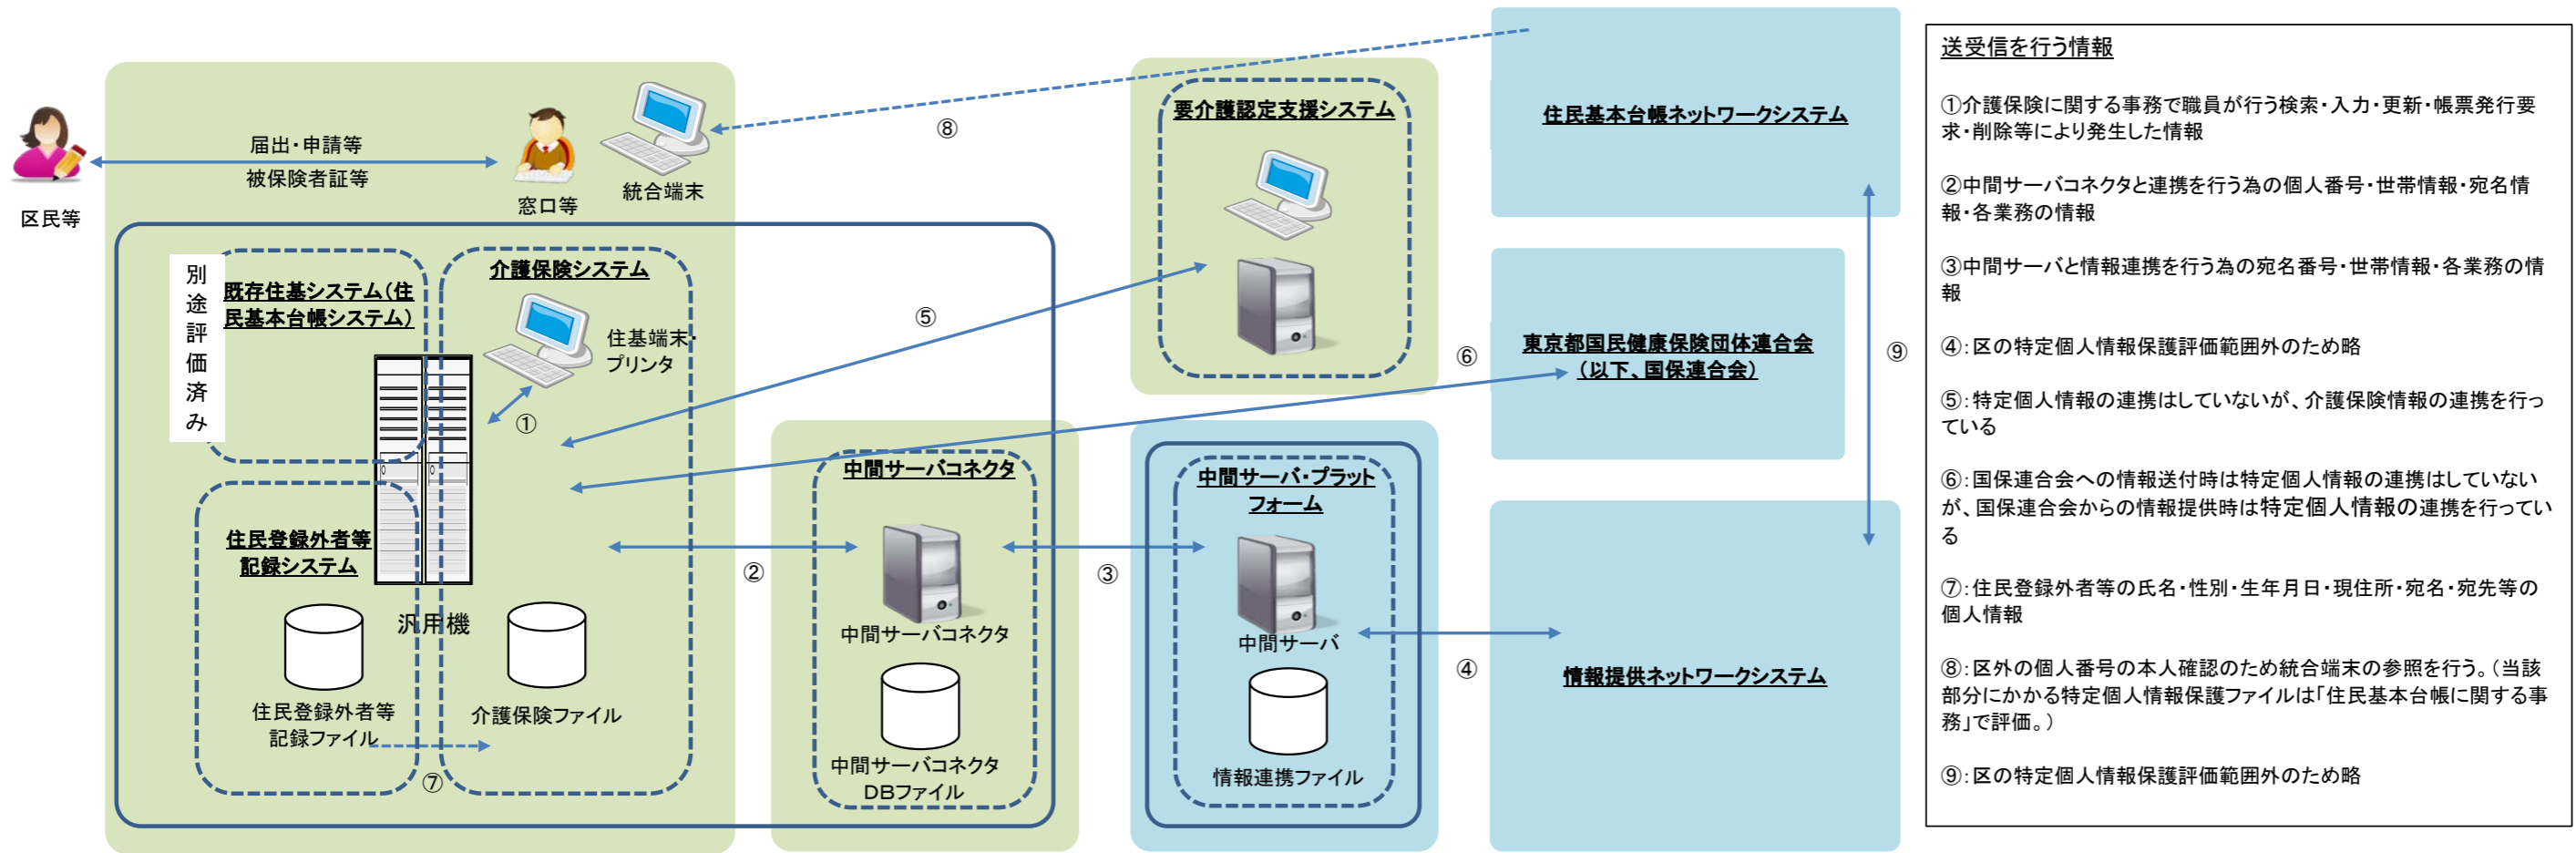 区民等
届出・申請等
被保険者証等
窓口等
統合端末
⑧
別途評価済み
既存住基システム（住
民基本台帳システム）
介護保険システム
住基端末・
プリンタ
①
住民登録外者等
記録システム
汎用機
住民登録外者等
記録ファイル
介護保険ファイル
⑦
⑤
②
中間サーバコネクタ
中間サーバコネクタ
中間サーバコネクタ
ＤＢファイル
③
要介護認定支援システム
⑥
中間サーバ・プラット
フォーム
中間サーバ
情報連携ファイル
④
住民基本台帳ネットワークシステム
東京都国民健康保険団体連合会
（以下、国保連合会）
⑨
情報提供ネットワークシステム
送受信を行う情報
①介護保険に関する事務で職員が行う検索・入力・更新・帳票発行要
求・削除等により発生した情報
②中間サーバコネクタと連携を行う為の個人番号・世帯情報・宛名情
報・各業務の情報
③中間サーバと情報連携を行う為の宛名番号・世帯情報・各業務の情
報
④：区の特定個人情報保護評価範囲外のため略
⑤：特定個人情報の連携はしていないが、介護保険情報の連携を行っ
ている
⑥：国保連合会への情報送付時は特定個人情報の連携はしていない
が、国保連合会からの情報提供時は特定個人情報の連携を行ってい
る
⑦：住民登録外者等の氏名・性別・生年月日・現住所・宛名・宛先等の
個人情報
⑧：区外の個人番号の本人確認のため統合端末の参照を行う。（当該
部分にかかる特定個人情報保護ファイルは「住民基本台帳に関する事
務」で評価。）
⑨：区の特定個人情報保護評価範囲外のため略